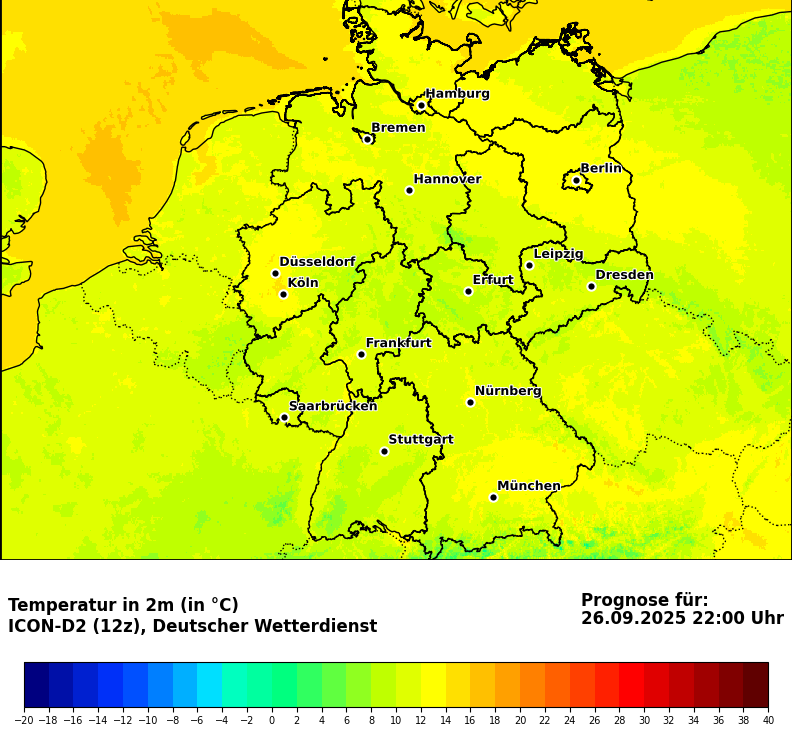 Hamburg
Bremen
Berlin
Hannover
Leipzig
Düsseldorf
Dresden
Köln
Erfurt
Frankfurt
Nürnberg
Saarbrücken
Stuttgart
München
Temperatur in 2m (in °C)
ICON-D2 (12z), Deutscher Wetterdienst
Prognose für:
26.09.2025 22:00 Uhr
−20 −18 −16 −14 −12 −10 −8 −6 −4 −2 0 2 4 6 8 10 12 14 16 18 20 22 24 26 28 30 32 34 36 38 40